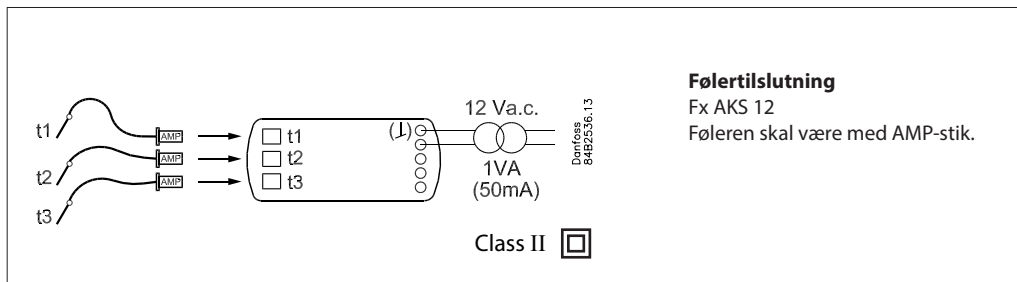 t1
t2
t3
AMP
AMP
AMP
t1
t2
t3
(⊥)
12 Va.c.
1VA
(50mA)
Danfoss
84B2536.13
Class II
Følertilslutning
Fx AKS 12
Føleren skal være med AMP-stik.